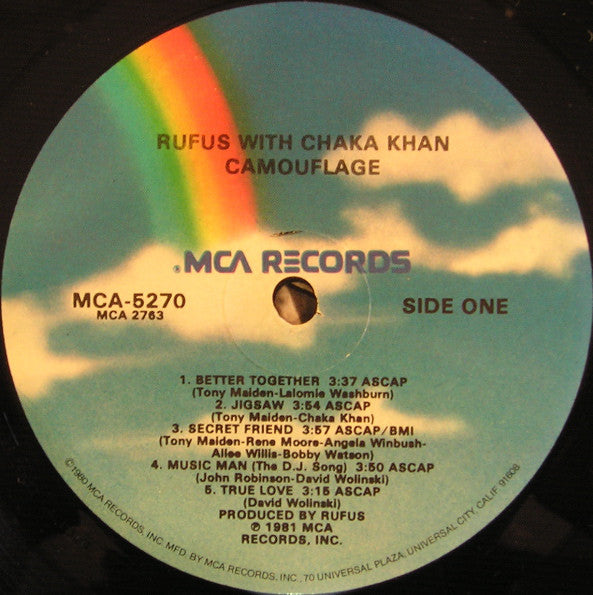 RUFUS WITH CHAKA KHAN
CAMOUFLAGE
®MCA RECORDS
MCA-5270
MCA 2763
SIDE ONE
1. BETTER TOGETHER 3:37 ASCAP
(Tony Maiden-Lalomie Washburn)
2. JIGSAW 3:54 ASCAP
(Tony Maiden-Chaka Khan)
3. SECRET FRIEND 3:57 ASCAP/BMI
(Tony Maiden-Rene Moore-Angela Winbush-
Allee Willis-Bobby Watson)
4. MUSIC MAN (The D.J. Song) 3:50 ASCAP
(John Robinson-David Wolinski)
5. TRUE LOVE 3:15 ASCAP
(David Wolinski)
PRODUCED BY RUFUS
℗ 1981 MCA
RECORDS, INC.
©1980 MCA RECORDS, INC. MFD. BY MCA RECORDS, INC., 70 UNIVERSAL PLAZA, UNIVERSAL CITY, CALIF. 91608